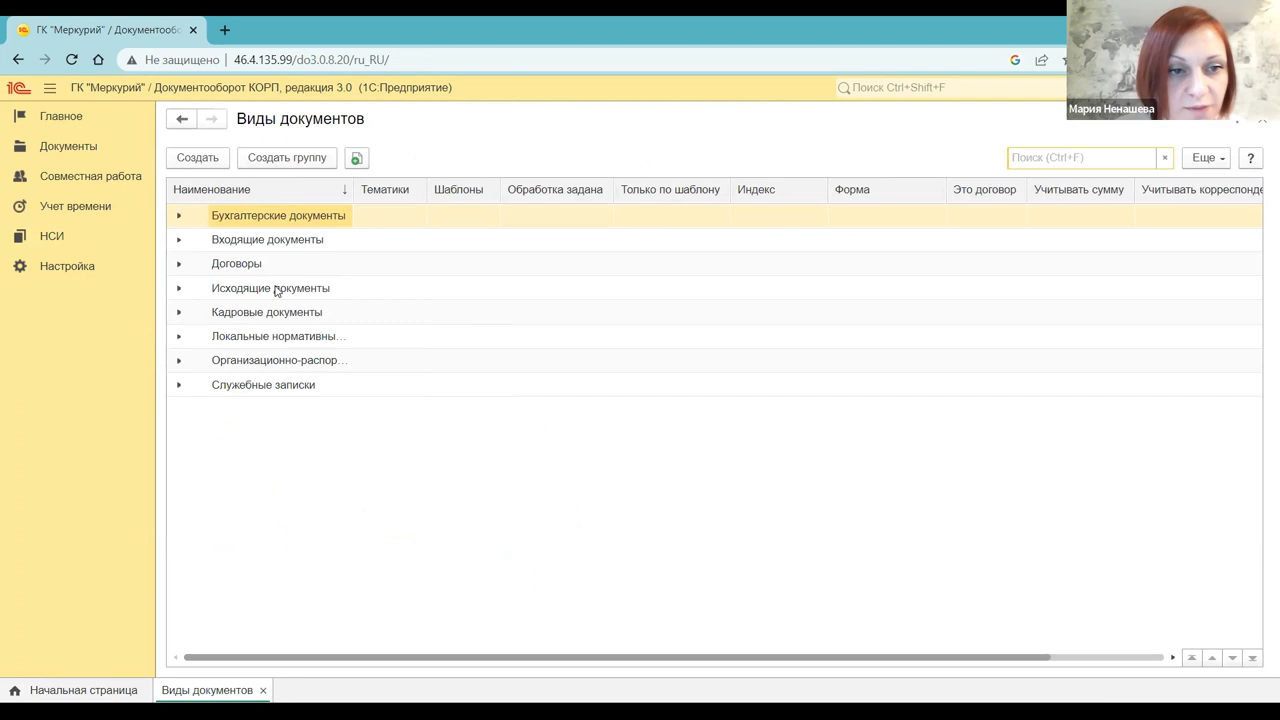 ГК "Меркурий" / Документообо
Не защищено 46.4.135.99/do3.0.8.20/ru_RU/
1С ГК "Меркурий" / Документооборот КОРП, редакция 3.0 (1С:Предприятие) Поиск Ctrl+Shift+F
Мария Ненашева
Главное
Документы
Совместная работа
Учет времени
НСИ
Настройка
Виды документов
Создать Создать группу Поиск (Ctrl+F) × Еще ?
Наименование ↓ Тематики Шаблоны Обработка задана Только по шаблону Индекс Форма Это договор Учитывать сумму Учитывать корреспонде
Бухгалтерские документы
Входящие документы
Договоры
Исходящие документы
Кадровые документы
Локальные нормативны...
Организационно-распор...
Служебные записки
Начальная страница Виды документов ×